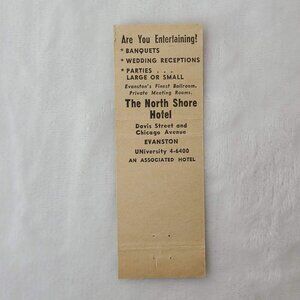 Are You Entertaining!
* BANQUETS
* WEDDING RECEPTIONS
* PARTIES . . .
LARGE OR SMALL
Evanston's Finest Ballroom,
Private Meeting Rooms.
The North Shore
Hotel
Davis Street and
Chicago Avenue
EVANSTON
UNiversity 4-6400
AN ASSOCIATED HOTEL